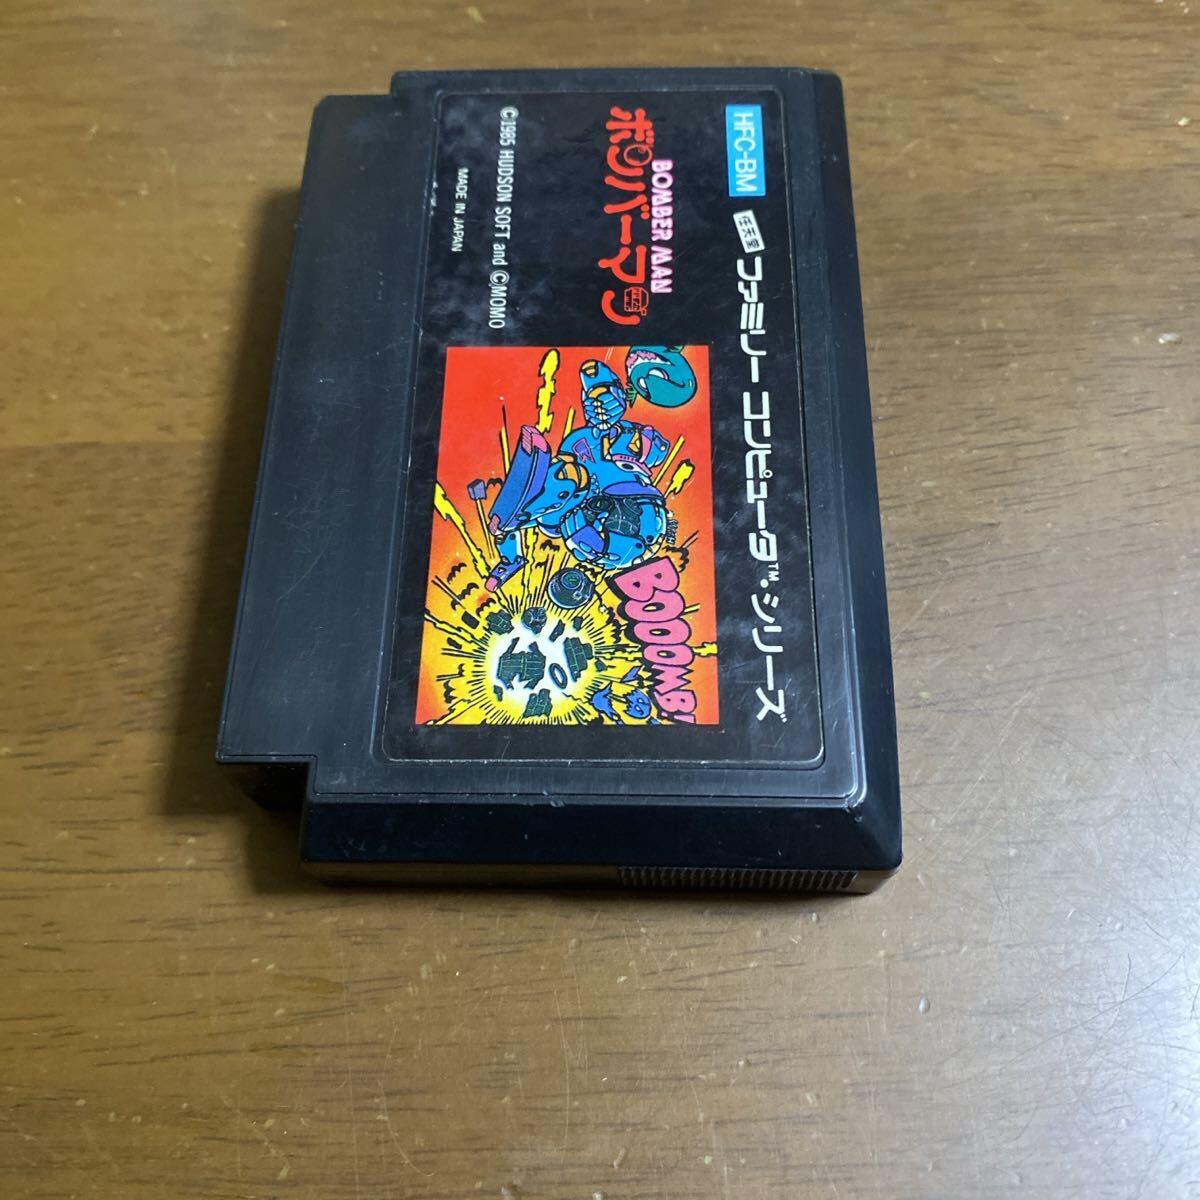 HFC-BM
任天堂 ファミリー コンピュータ™・シリーズ
BOMBER MAN
ボンバーマン
©1985 HUDSON SOFT and ©MOMO
MADE IN JAPAN
BOOOMB!